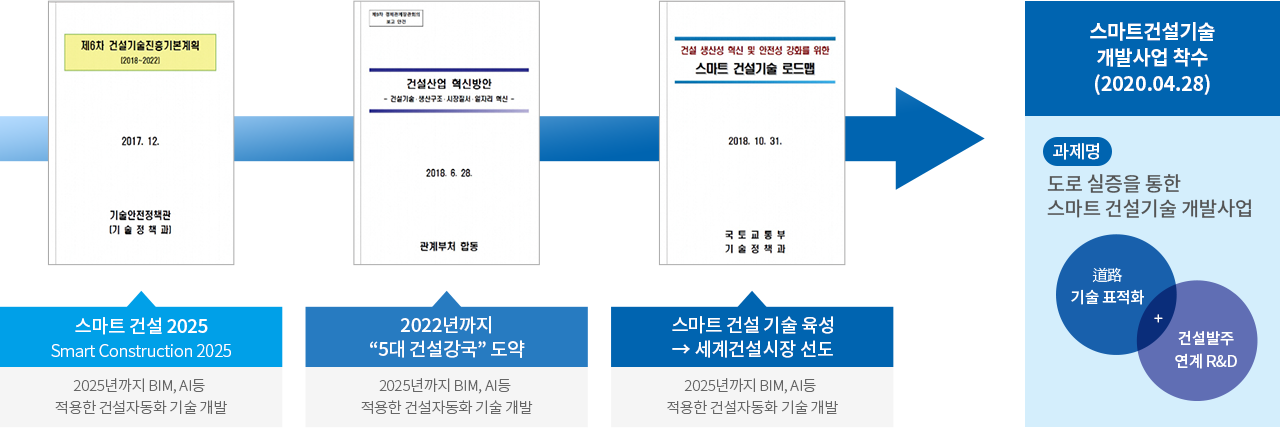 제6차 건설기술진흥기본계획
(2018~2022)
2017. 12.
기술안전정책관
(기 술 정 책 과)
제9차 경제관계장관회의
보고 안건
건설산업 혁신방안
- 건설기술·생산구조·시장질서·일자리 혁신 -
2018. 6. 28.
관계부처 합동
건설 생산성 혁신 및 안전성 강화를 위한
스마트 건설기술 로드맵
2018. 10. 31.
국 토 교 통 부
기 술 정 책 과
스마트 건설 2025
Smart Construction 2025
2025년까지 BIM, AI등
적용한 건설자동화 기술 개발
2022년까지
“5대 건설강국” 도약
2025년까지 BIM, AI등
적용한 건설자동화 기술 개발
스마트 건설 기술 육성
→ 세계건설시장 선도
2025년까지 BIM, AI등
적용한 건설자동화 기술 개발
스마트건설기술
개발사업 착수
(2020.04.28)
과제명
도로 실증을 통한
스마트 건설기술 개발사업
道路
기술 표적화
+
건설발주
연계 R&D